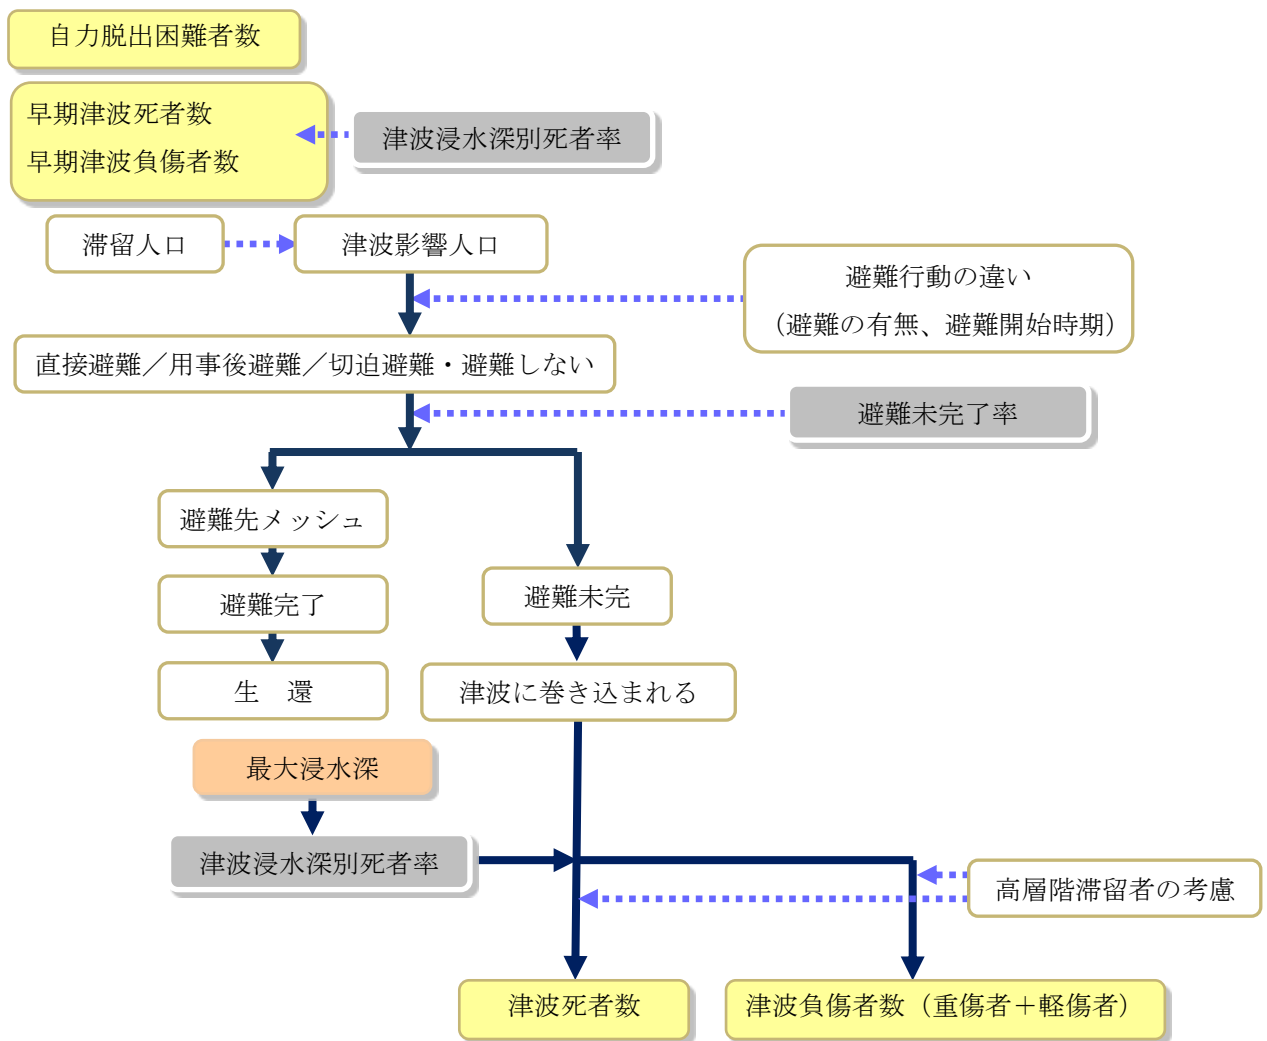 自力脱出困難者数
早期津波死者数
早期津波負傷者数
津波浸水深別死者率
滞留人口
津波影響人口
避難行動の違い
（避難の有無、避難開始時期）
直接避難／用事後避難／切迫避難・避難しない
避難未完了率
避難先メッシュ
避難完了
避難未完
生　還
津波に巻き込まれる
最大浸水深
津波浸水深別死者率
高層階滞留者の考慮
津波死者数
津波負傷者数（重傷者＋軽傷者）